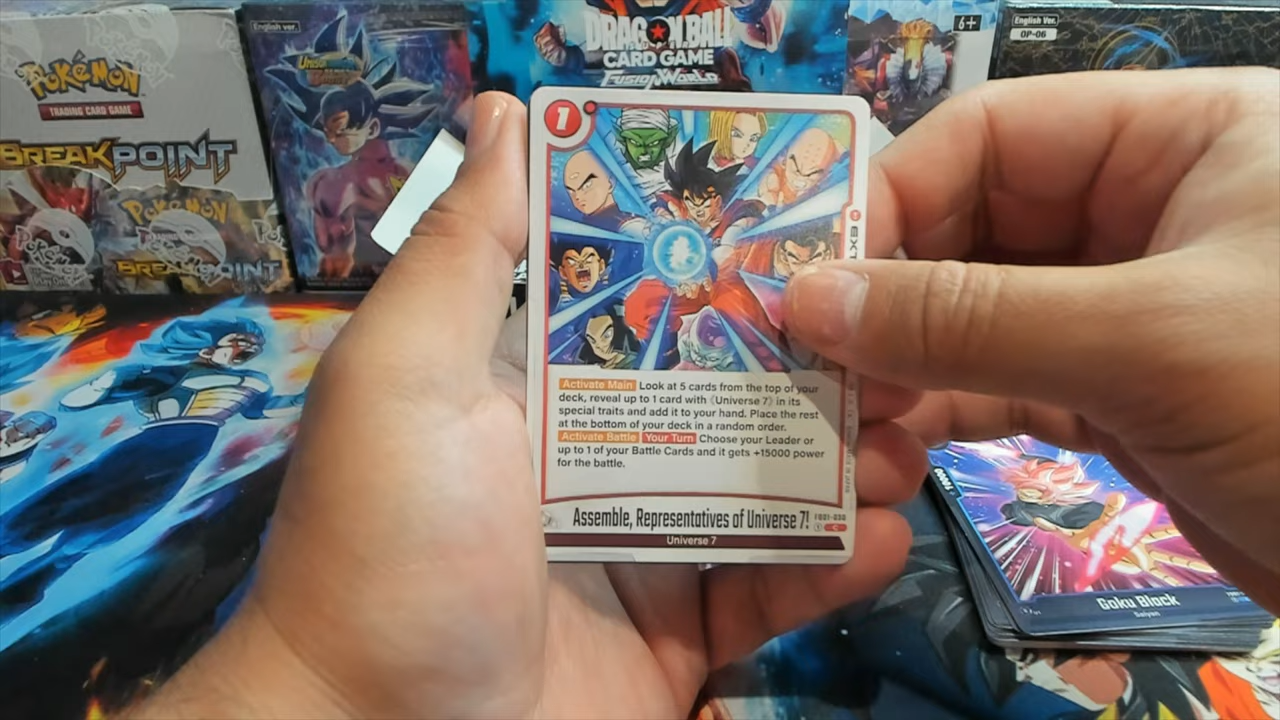 Pokémon
TRADING CARD GAME
BREAKPOINT
Pokémon
BREAKPOINT
English ver.
DRAGON BALL
CARD GAME
FUSION WORLD
6+
English Ver.
OP-06
1
EXT
Activate Main Look at 5 cards from the top of your
deck, reveal up to 1 card with 《Universe 7》 in its
special traits and add it to your hand. Place the rest
at the bottom of your deck in a random order.
Activate Battle Your Turn Choose your Leader or
up to 1 of your Battle Cards and it gets +15000 power
for the battle.
Assemble, Representatives of Universe 7!
FB01-030
C
Universe 7
Goku Black
Saiyan